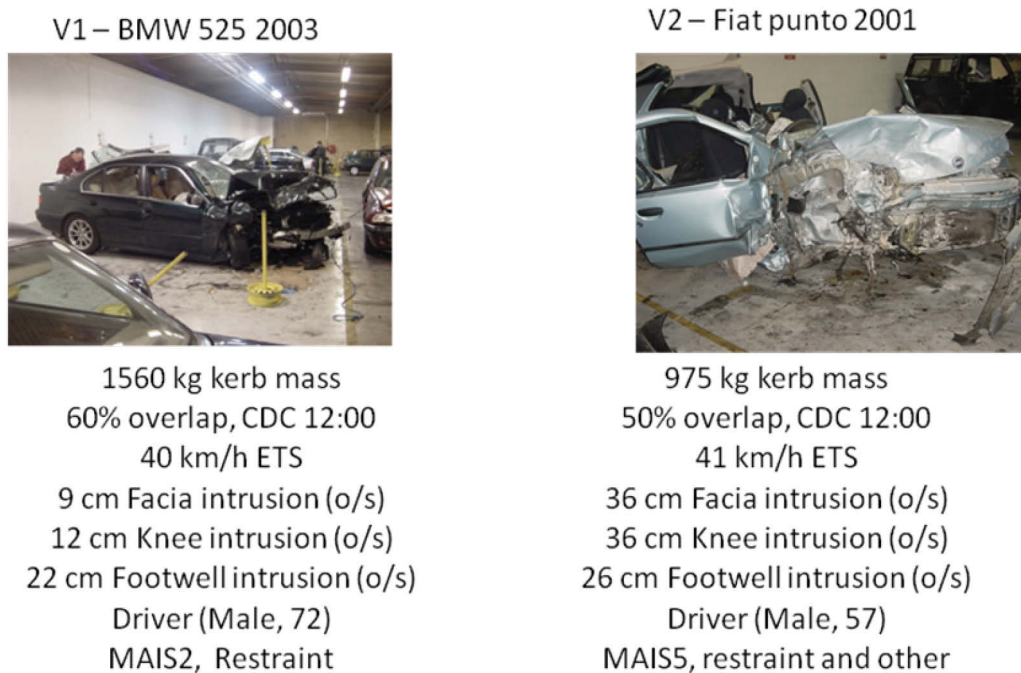 V1 – BMW 525 2003
1560 kg kerb mass
60% overlap, CDC 12:00
40 km/h ETS
9 cm Facia intrusion (o/s)
12 cm Knee intrusion (o/s)
22 cm Footwell intrusion (o/s)
Driver (Male, 72)
MAIS2, Restraint
V2 – Fiat punto 2001
975 kg kerb mass
50% overlap, CDC 12:00
41 km/h ETS
36 cm Facia intrusion (o/s)
36 cm Knee intrusion (o/s)
26 cm Footwell intrusion (o/s)
Driver (Male, 57)
MAIS5, restraint and other